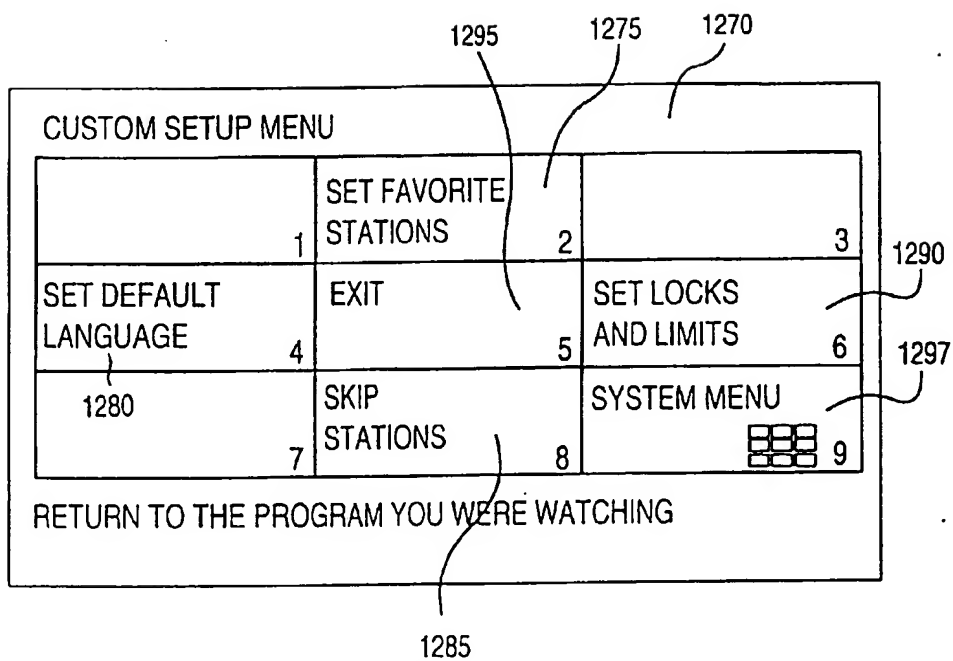 1295 1275 1270
CUSTOM SETUP MENU
1
SET FAVORITE
STATIONS 2
3
SET DEFAULT
LANGUAGE 4
EXIT
5
SET LOCKS
AND LIMITS 6
1290
1280
7
SKIP
STATIONS 8
SYSTEM MENU
9
1297
RETURN TO THE PROGRAM YOU WERE WATCHING
1285